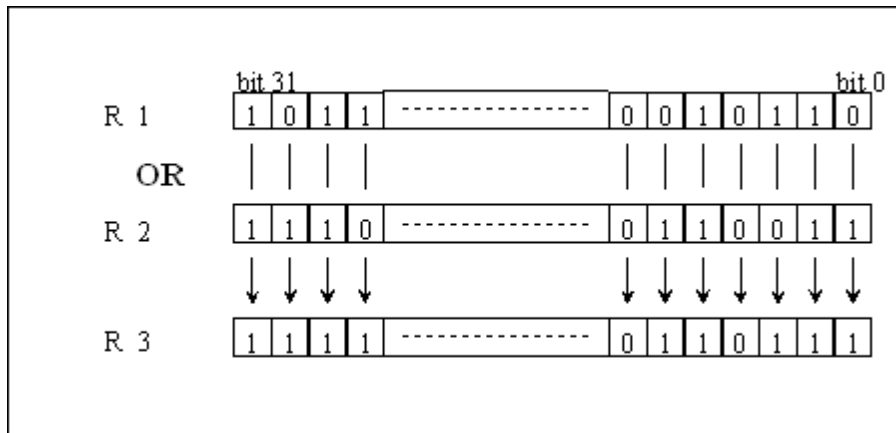 bit 31 bit 0
R 1 1 0 1 1 ---------------- 0 0 1 0 1 1 0
OR
R 2 1 1 1 0 ---------------- 0 1 1 0 0 1 1
R 3 1 1 1 1 ---------------- 0 1 1 0 1 1 1